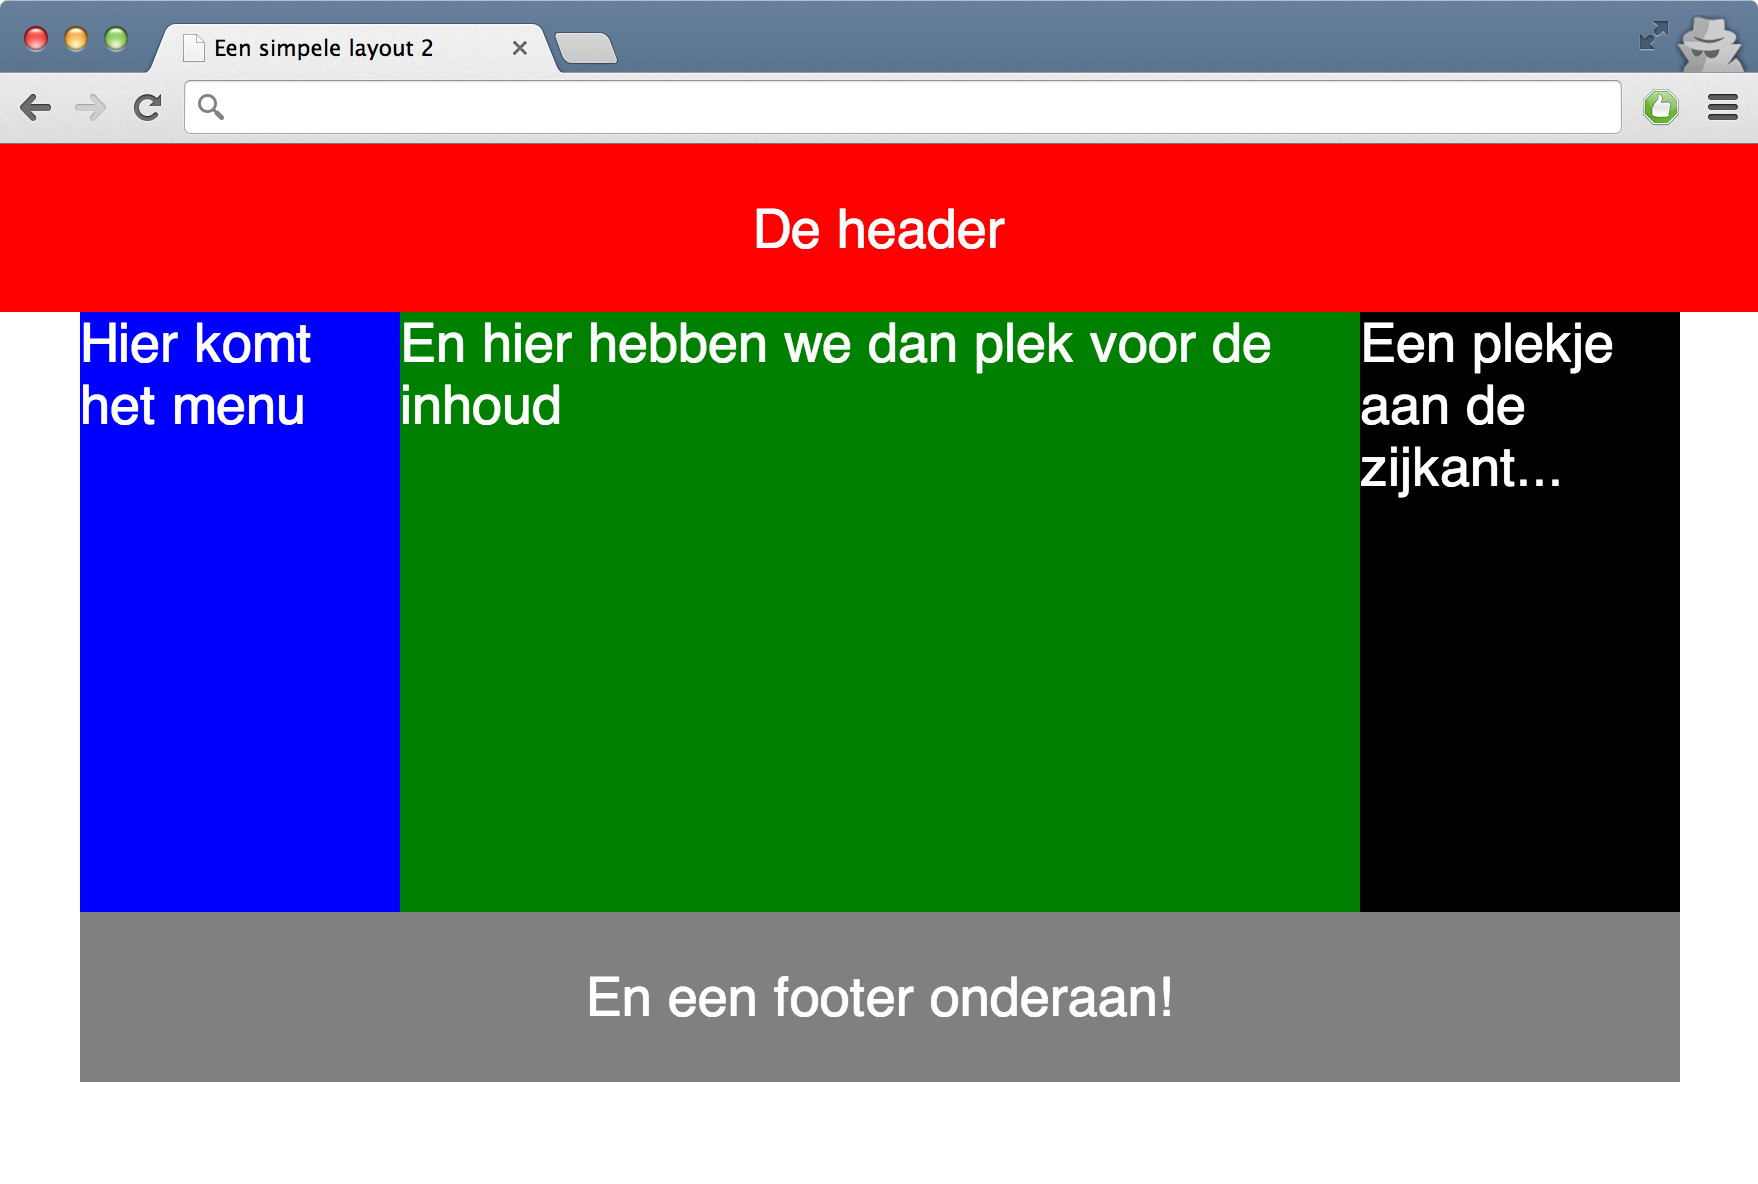 Een simpele layout 2
De header
Hier komt
het menu
En hier hebben we dan plek voor de
inhoud
Een plekje
aan de
zijkant...
En een footer onderaan!